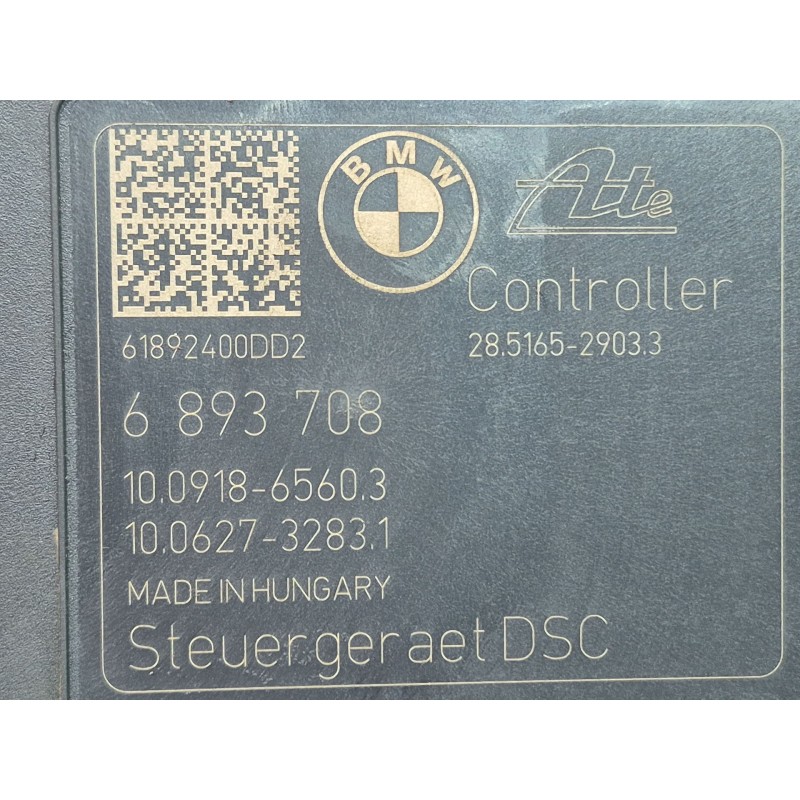 BMW
Ate
Controller
61892400DD2
28.5165-2903.3
6 893 708
10.0918-6560.3
10.0627-3283.1
MADE IN HUNGARY
Steuergeraet DSC